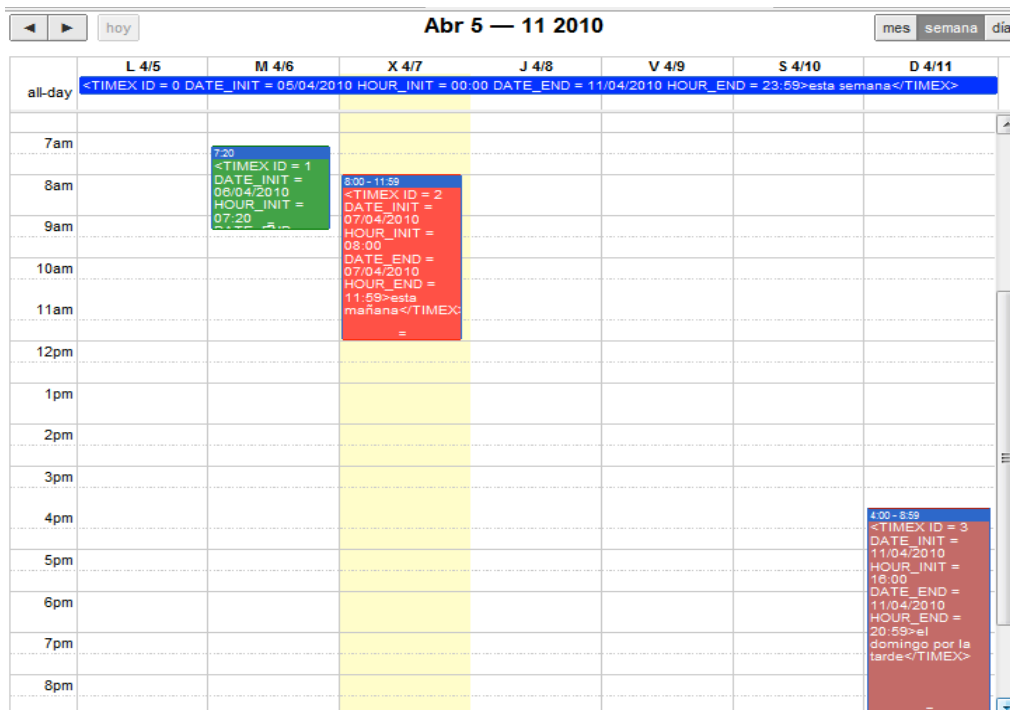 hoy
Abr 5 — 11 2010
mes semana día
L 4/5 M 4/6 X 4/7 J 4/8 V 4/9 S 4/10 D 4/11
all-day
<TIMEX ID = 0 DATE_INIT = 05/04/2010 HOUR_INIT = 00:00 DATE_END = 11/04/2010 HOUR_END = 23:59>esta semana</TIMEX>
7am
8am
9am
10am
11am
12pm
1pm
2pm
3pm
4pm
5pm
6pm
7pm
8pm
7:20
<TIMEX ID = 1
DATE_INIT =
06/04/2010
HOUR_INIT =
07:20
8:00 - 11:59
<TIMEX ID = 2
DATE_INIT =
07/04/2010
HOUR_INIT =
08:00
DATE_END =
07/04/2010
HOUR_END =
11:59>esta
mañana</TIMEX>
=
4:00 - 8:59
<TIMEX ID = 3
DATE_INIT =
11/04/2010
HOUR_INIT =
16:00
DATE_END =
11/04/2010
HOUR_END =
20:59>el
domingo por la
tarde</TIMEX>